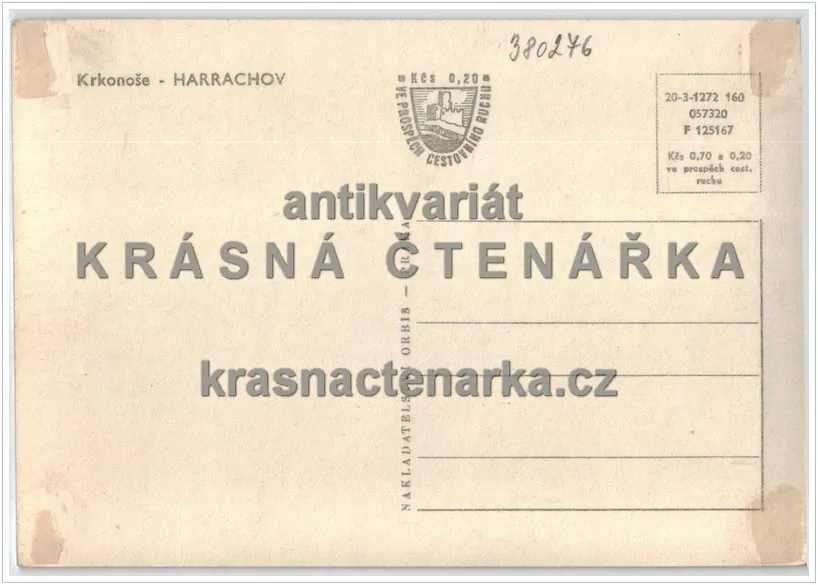 380276
Krkonoše - HARRACHOV
Kčs 0,20
VE PROSPĚCH CESTOVNÍHO RUCHU
20-3-1272 160
057320
F 125167
Kčs 0,70 a 0,20
ve prospěch cest.
ruchu
antikvariát
KRÁSNÁ ČTENÁŘKA
krasnactenarka.cz
NAKLADATELSTVÍ ORBIS — PRAHA